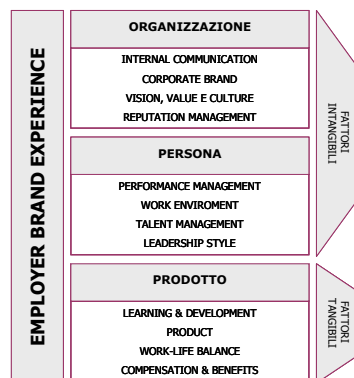 EMPLOYER BRAND EXPERIENCE
ORGANIZZAZIONE
INTERNAL COMMUNICATION
CORPORATE BRAND
VISION, VALUE E CULTURE
REPUTATION MANAGEMENT
PERSONA
PERFORMANCE MANAGEMENT
WORK ENVIROMENT
TALENT MANAGEMENT
LEADERSHIP STYLE
FATTORI
INTANGIBILI
PRODOTTO
LEARNING & DEVELOPMENT
PRODUCT
WORK-LIFE BALANCE
COMPENSATION & BENEFITS
FATTORI
TANGIBILI